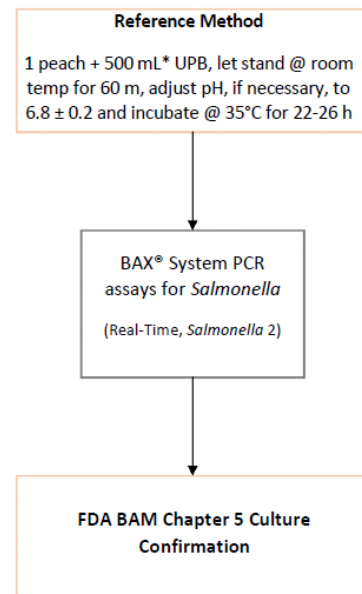 Reference Method
1 peach + 500 mL* UPB, let stand @ room
temp for 60 m, adjust pH, if necessary, to
6.8 ± 0.2 and incubate @ 35°C for 22-26 h
BAX® System PCR
assays for Salmonella
(Real-Time, Salmonella 2)
FDA BAM Chapter 5 Culture
Confirmation